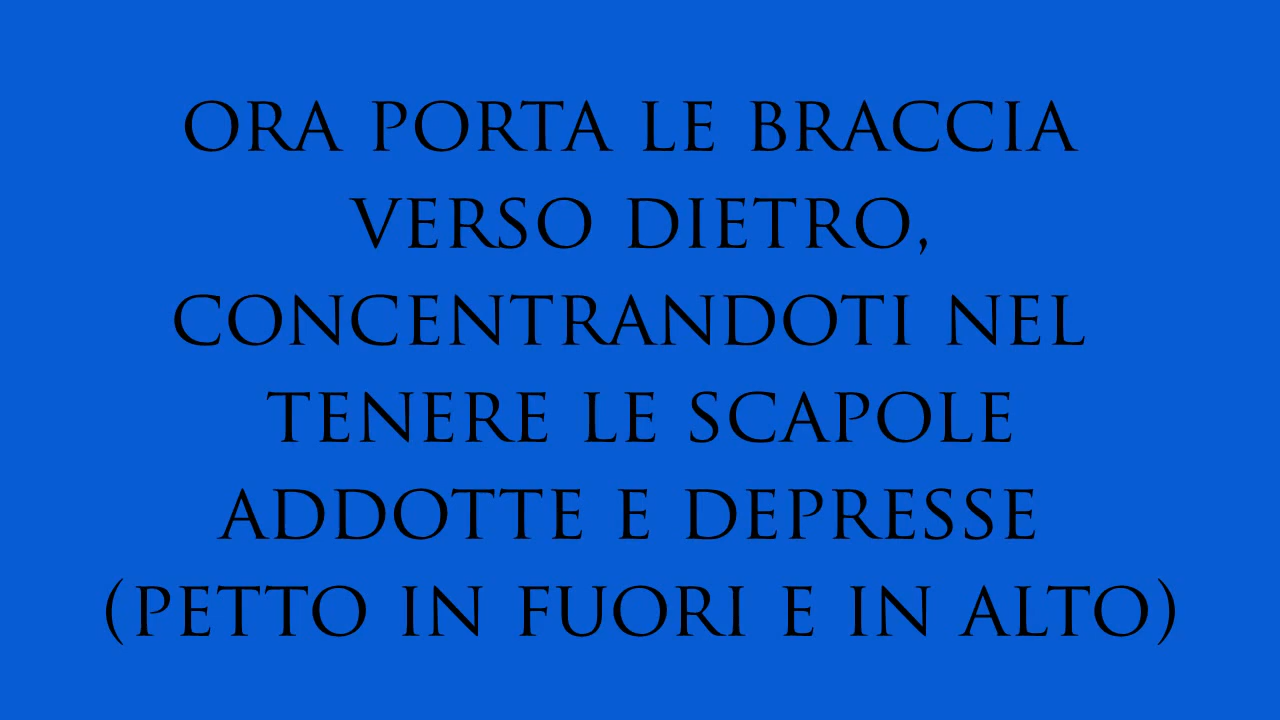 ORA PORTA LE BRACCIA
VERSO DIETRO,
CONCENTRANDOTI NEL
TENERE LE SCAPOLE
ADDOTTE E DEPRESSE
(PETTO IN FUORI E IN ALTO)